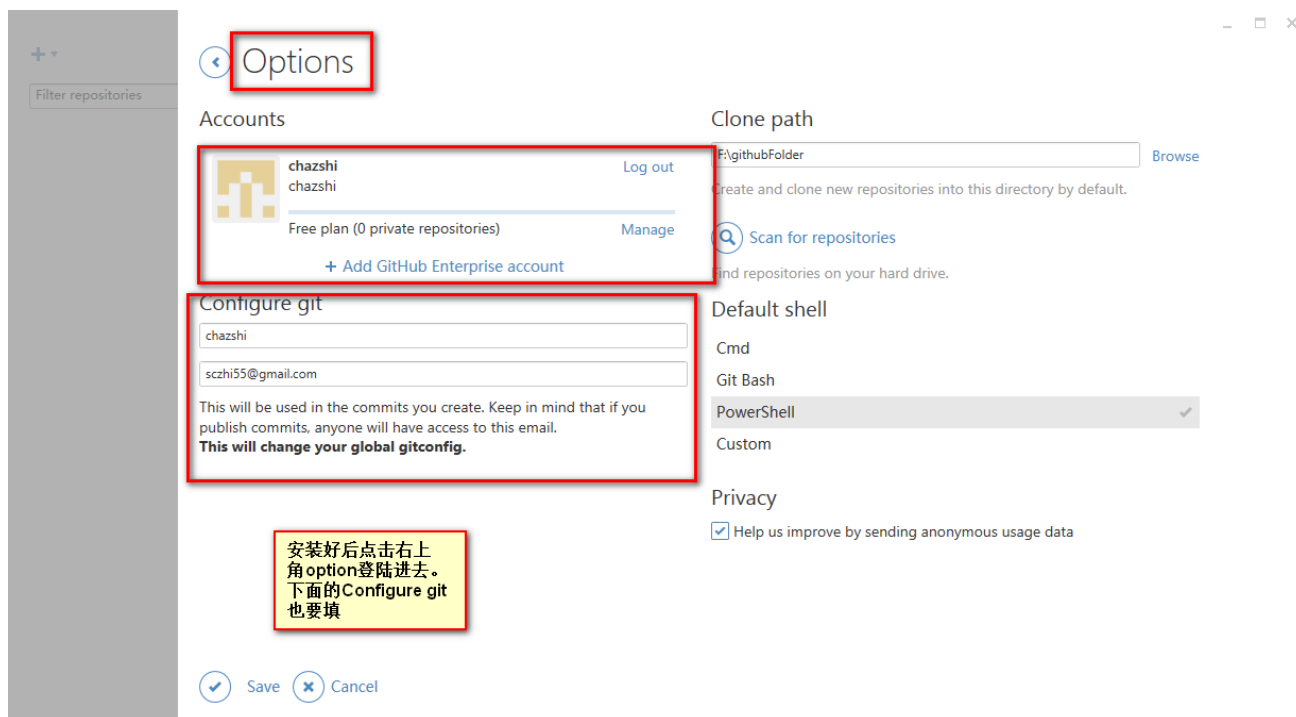 Filter repositories
Options
Accounts
chazshi
Log out
chazshi
Free plan (0 private repositories)
Manage
+ Add GitHub Enterprise account
Configure git
chazshi
sczhi55@gmail.com
This will be used in the commits you create. Keep in mind that if you
publish commits, anyone will have access to this email.
This will change your global gitconfig.
安装好后点击右上
角option登陆进去。
下面的Configure git
也要填
Save
Cancel
Clone path
F:\githubFolder
Browse
Create and clone new repositories into this directory by default.
Scan for repositories
Find repositories on your hard drive.
Default shell
Cmd
Git Bash
PowerShell
Custom
Privacy
Help us improve by sending anonymous usage data